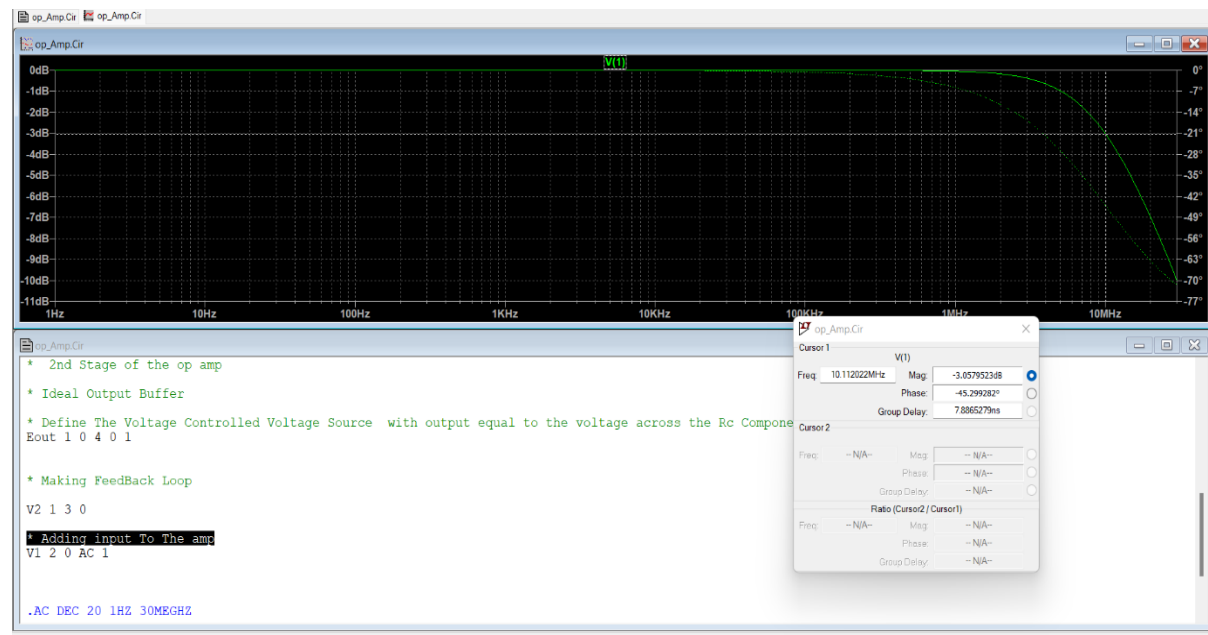 op_Amp.Cir op_Amp.Cir
op_Amp.Cir
V(1)
0dB 0°
-1dB -7°
-2dB -14°
-3dB -21°
-4dB -28°
-5dB -35°
-6dB -42°
-7dB -49°
-8dB -56°
-9dB -63°
-10dB -70°
-11dB -77°
1Hz 10Hz 100Hz 1KHz 10KHz 100KHz 1MHz 10MHz
op_Amp.Cir
* 2nd Stage of the op amp
* Ideal Output Buffer
* Define The Voltage Controlled Voltage Source with output equal to the voltage across the Rc Compone
Eout 1 0 4 0 1
* Making FeedBack Loop
V2 1 3 0
* Adding input To The amp
V1 2 0 AC 1
.AC DEC 20 1HZ 30MEGHZ
op_Amp.Cir
Cursor 1
V(1)
Freq: 10.112022MHz Mag: -3.0579523dB
Phase: -45.299282°
Group Delay: 7.8865279ns
Cursor 2
Freq: -- N/A-- Mag: -- N/A--
Phase: -- N/A--
Group Delay: -- N/A--
Ratio (Cursor2 / Cursor1)
Freq: -- N/A-- Mag: -- N/A--
Phase: -- N/A--
Group Delay: -- N/A--